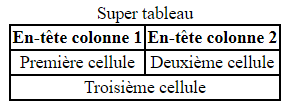 Super tableau
En-tête colonne 1 En-tête colonne 2
Première cellule Deuxième cellule
Troisième cellule